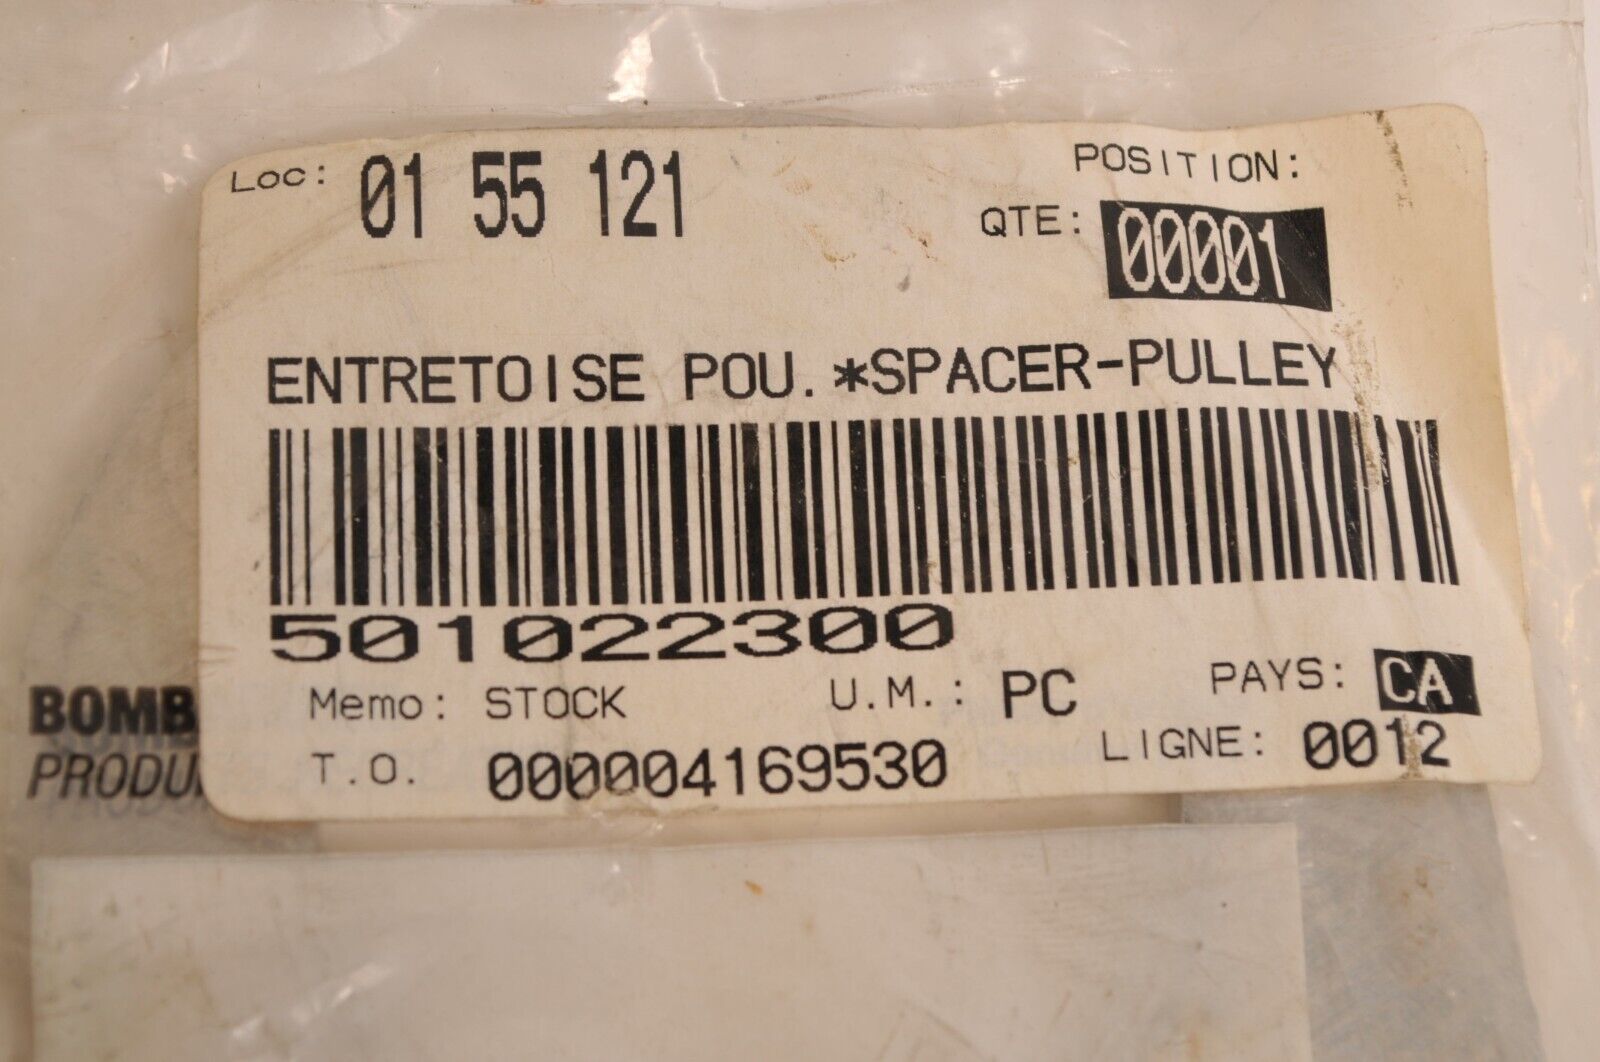 Loc: 01 55 121
POSITION:
QTE: 00001
ENTRETOISE POU.*SPACER-PULLEY
501022300
Memo: STOCK U.M.: PC PAYS: CA
T.O. 000004169530 LIGNE: 0012
BOMB
PRODU